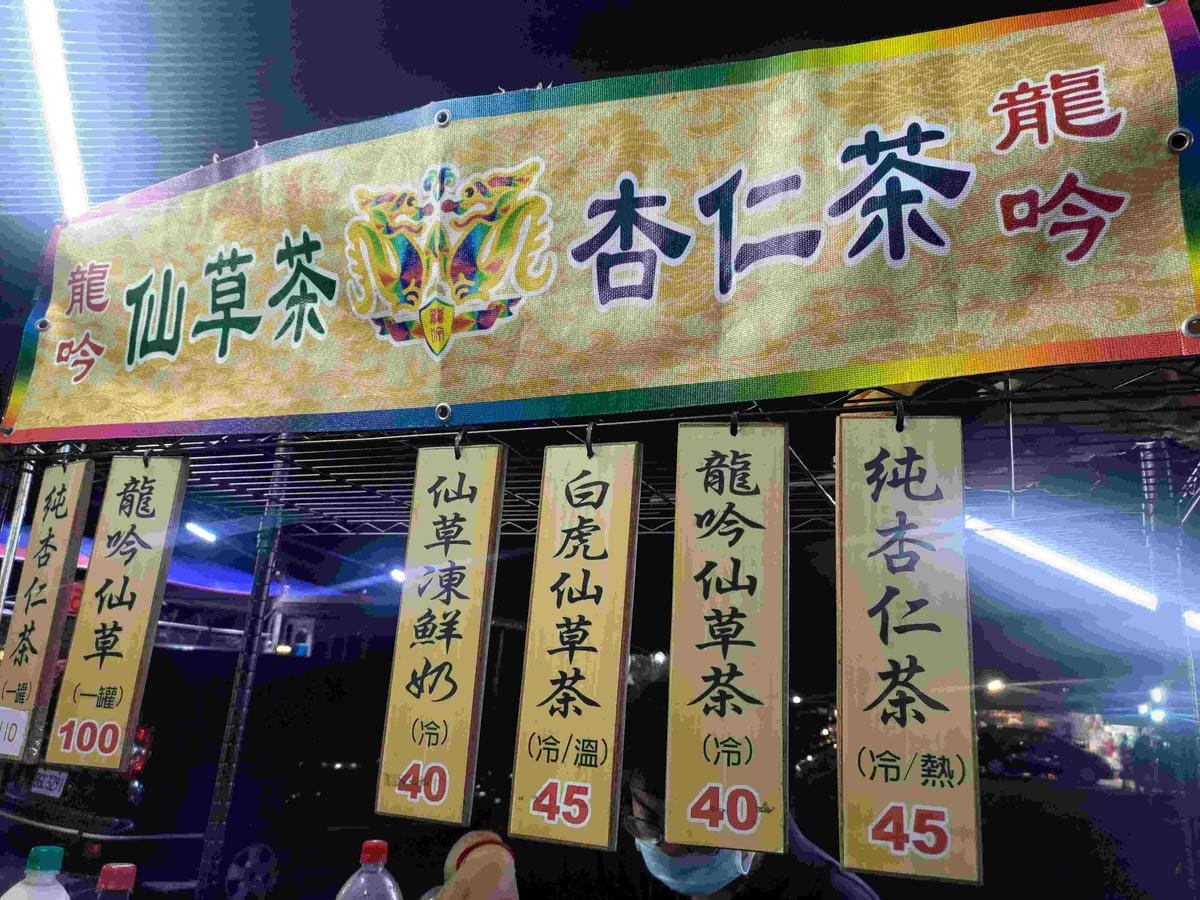 龍吟
仙草茶
杏仁茶
龍吟
純杏仁茶
(一罐)
110
龍吟仙草
(一罐)
100
仙草凍鮮奶
(冷)
40
白虎仙草茶
(冷/溫)
45
龍吟仙草茶
(冷)
40
純杏仁茶
(冷/熱)
45